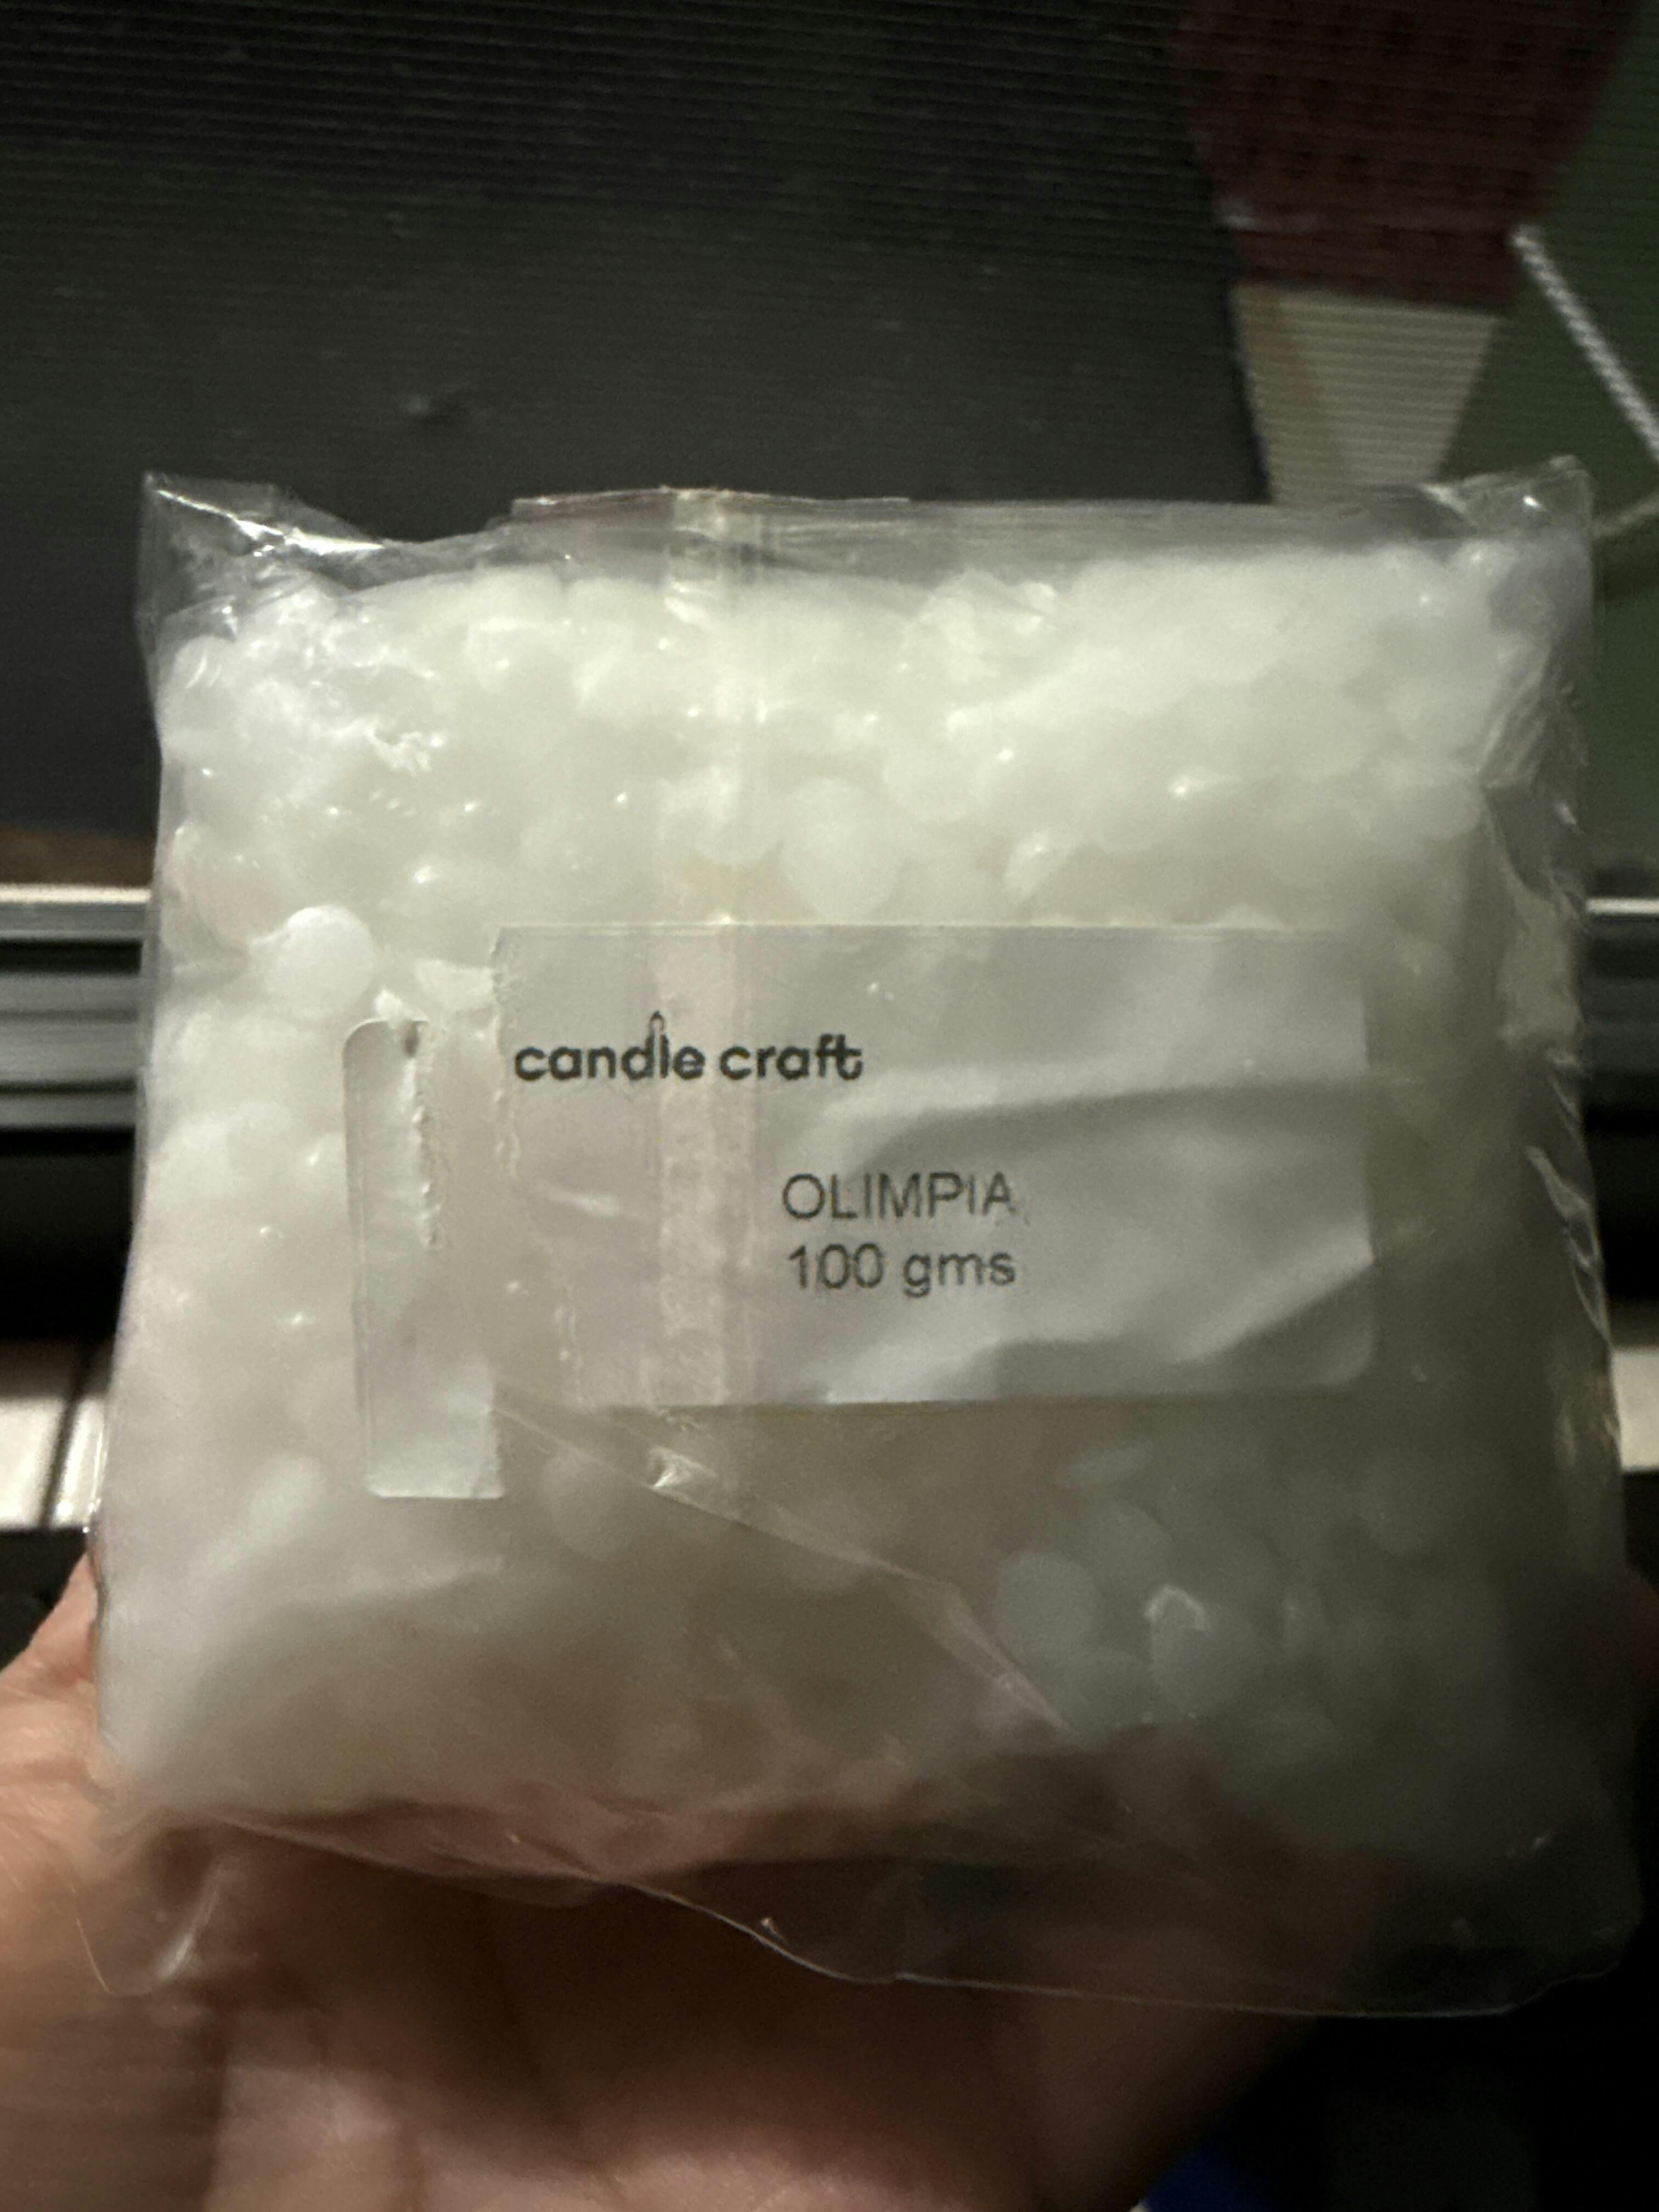 candle craft
OLIMPIA
100 gms